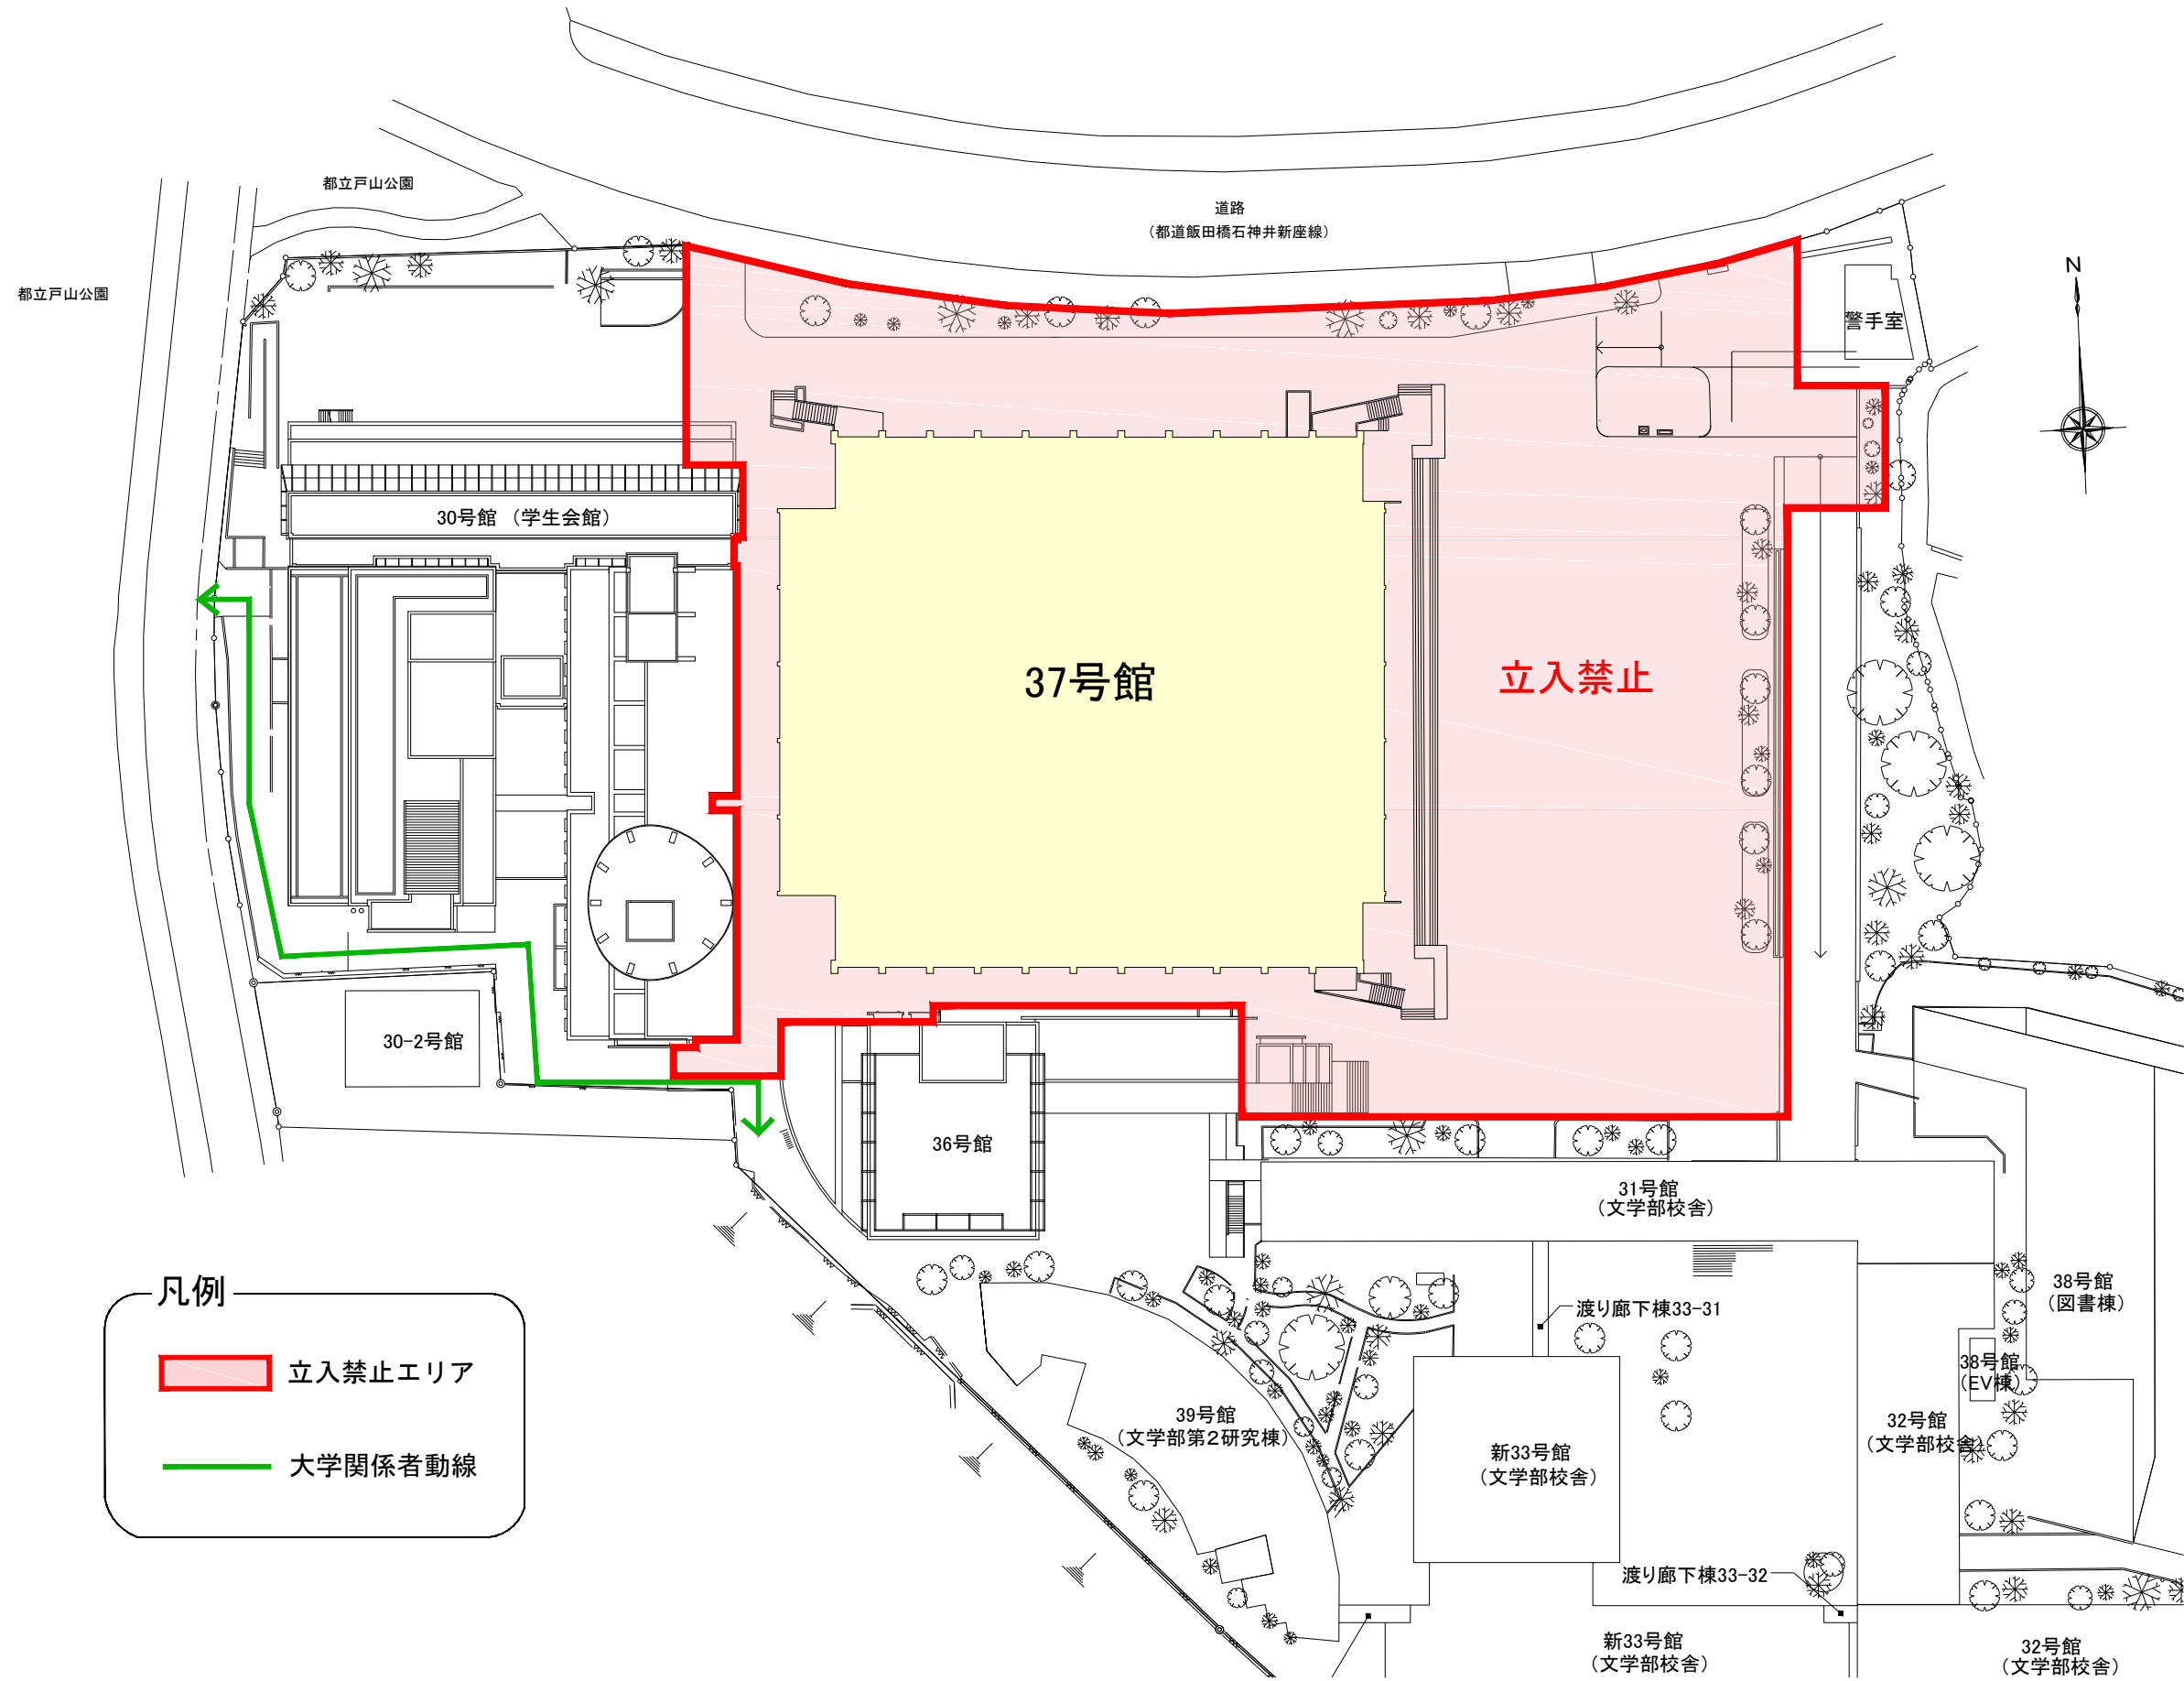 都立戸山公園
道路
（都道飯田橋石神井新座線）
都立戸山公園
N
警手室
30号館 （学生会館）
37号館
立入禁止
30-2号館
36号館
31号館
（文学部校舎）
凡例
立入禁止エリア
大学関係者動線
38号館
（図書棟）
渡り廊下棟33-31
38号館
（EV棟）
39号館
（文学部第２研究棟）
32号館
（文学部校舎）
新33号館
（文学部校舎）
渡り廊下棟33-32
新33号館
（文学部校舎）
32号館
（文学部校舎）